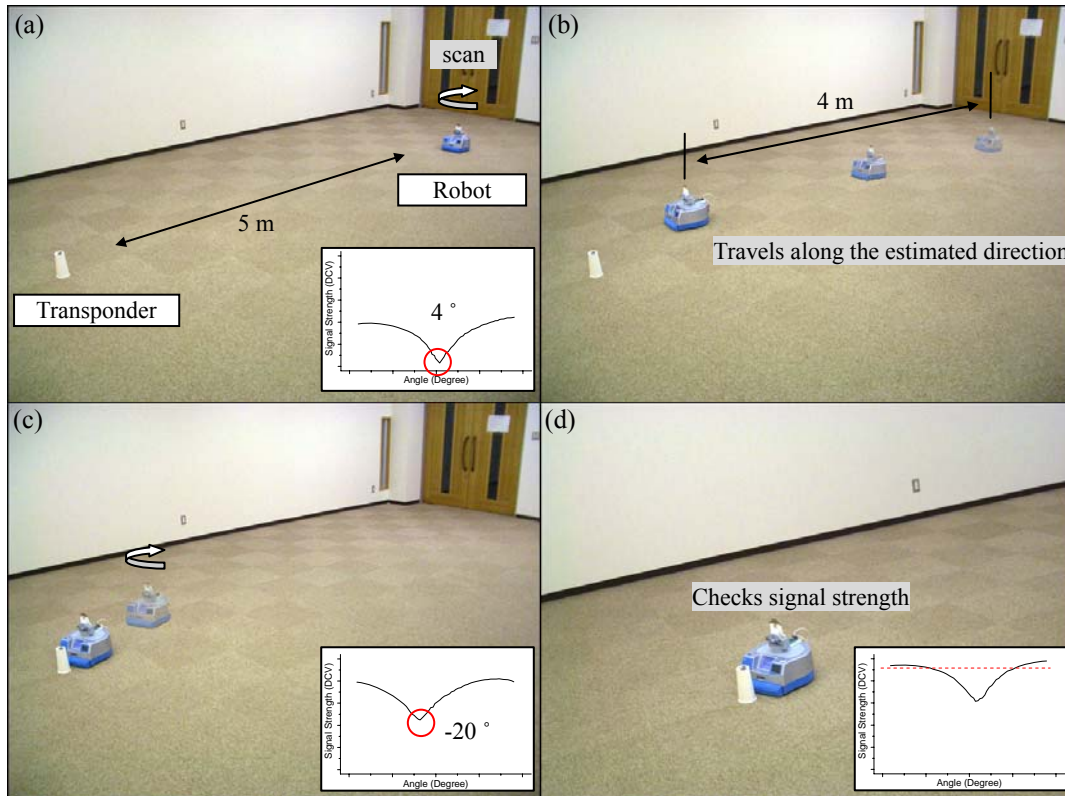 (a)
scan
Robot
5 m
Transponder
Signal Strength (DCV)
4 °
Angle (Degree)
(b)
4 m
Travels along the estimated direction
(c)
Signal Strength (DCV)
-20 °
Angle (Degree)
(d)
Checks signal strength
Signal Strength (DCV)
Angle (Degree)